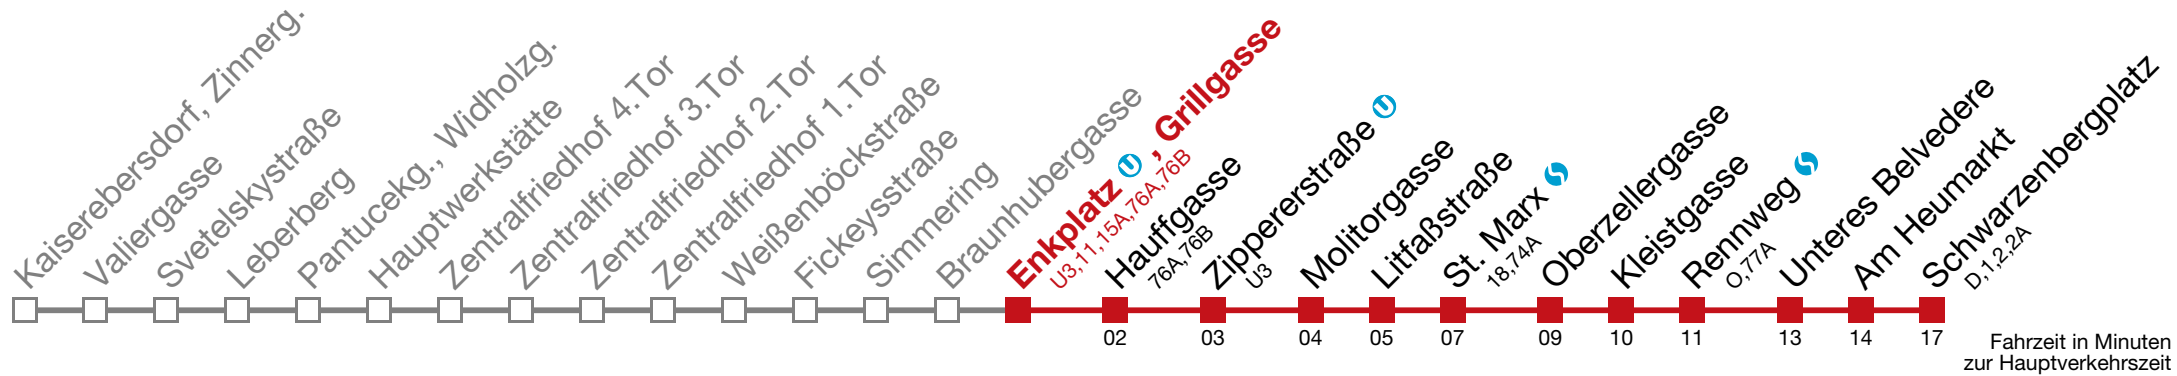 Kaiserebersdorf, Zinnerg.
Valiergasse
Svetelskystraße
Leberberg
Pantucekg., Widholzg.
Hauptwerkstätte
Zentralfriedhof 4.Tor
Zentralfriedhof 3.Tor
Zentralfriedhof 2.Tor
Zentralfriedhof 1.Tor
Weißenböckstraße
Fickeysstraße
Simmering
Braunhubergasse
Enkplatz U, Grillgasse
U3,11,15A,76A,76B
Hauffgasse
76A,76B
Zippererstraße U
U3
Molitorgasse
Litfaßstraße
St. Marx S
18,74A
Oberzellergasse
Kleistgasse
Rennweg S
O,77A
Unteres Belvedere
Am Heumarkt
Schwarzenbergplatz
D,1,2,2A
02 03 04 05 07 09 10 11 13 14 17
Fahrzeit in Minuten
zur Hauptverkehrszeit